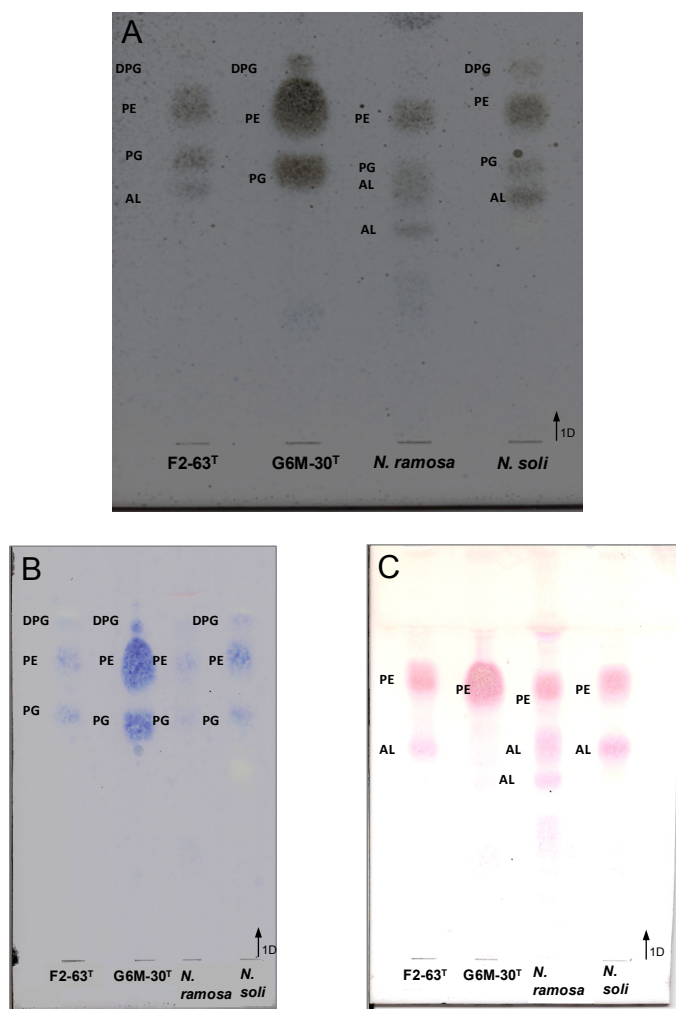 A
DPG DPG DPG
PE PE PE PE
PG PG PG PG
AL AL AL
AL
1D
F2-63ᵀ G6M-30ᵀ N. ramosa N. soli
B
DPG DPG DPG
PE PE PE PE
PG PG PG PG
1D
F2-63ᵀ G6M-30ᵀ N. ramosa N. soli
C
PE PE PE PE
AL AL AL
AL
1D
F2-63ᵀ G6M-30ᵀ N. ramosa N. soli